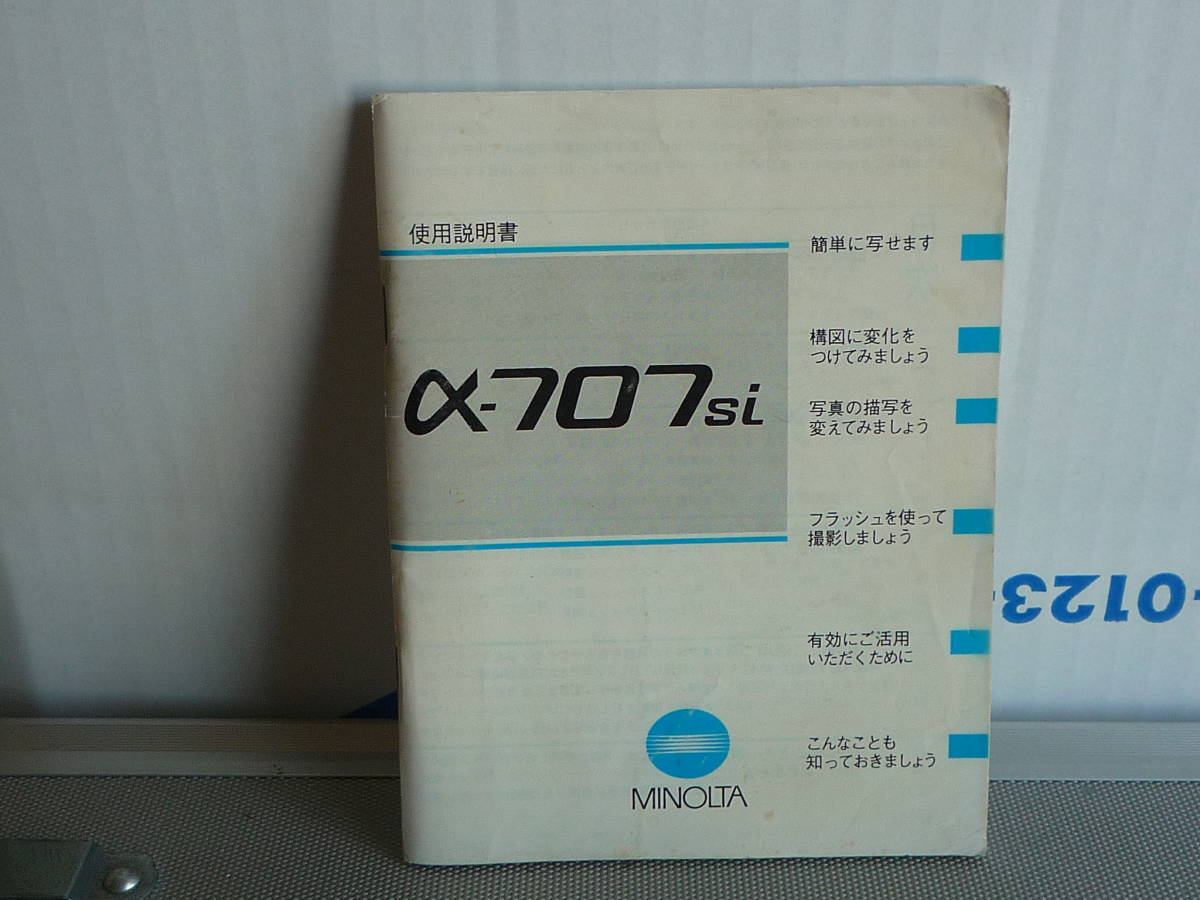 使用説明書
α-707si
簡単に写せます
構図に変化を
つけてみましょう
写真の描写を
変えてみましょう
フラッシュを使って
撮影しましょう
有効にご活用
いただくために
こんなことも
知っておきましょう
MINOLTA
-0123-